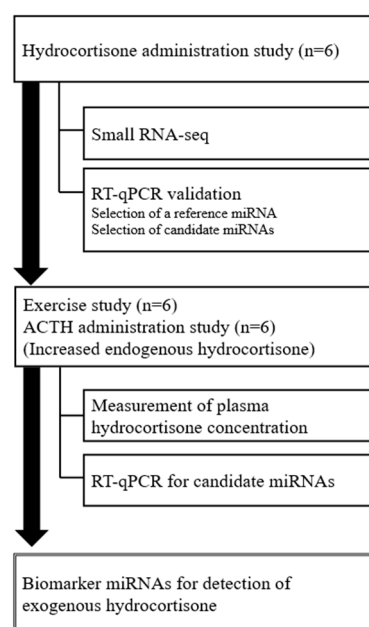 Hydrocortisone administration study (n=6)
Small RNA-seq
RT-qPCR validation
Selection of a reference miRNA
Selection of candidate miRNAs
Exercise study (n=6)
ACTH administration study (n=6)
(Increased endogenous hydrocortisone)
Measurement of plasma
hydrocortisone concentration
RT-qPCR for candidate miRNAs
Biomarker miRNAs for detection of
exogenous hydrocortisone